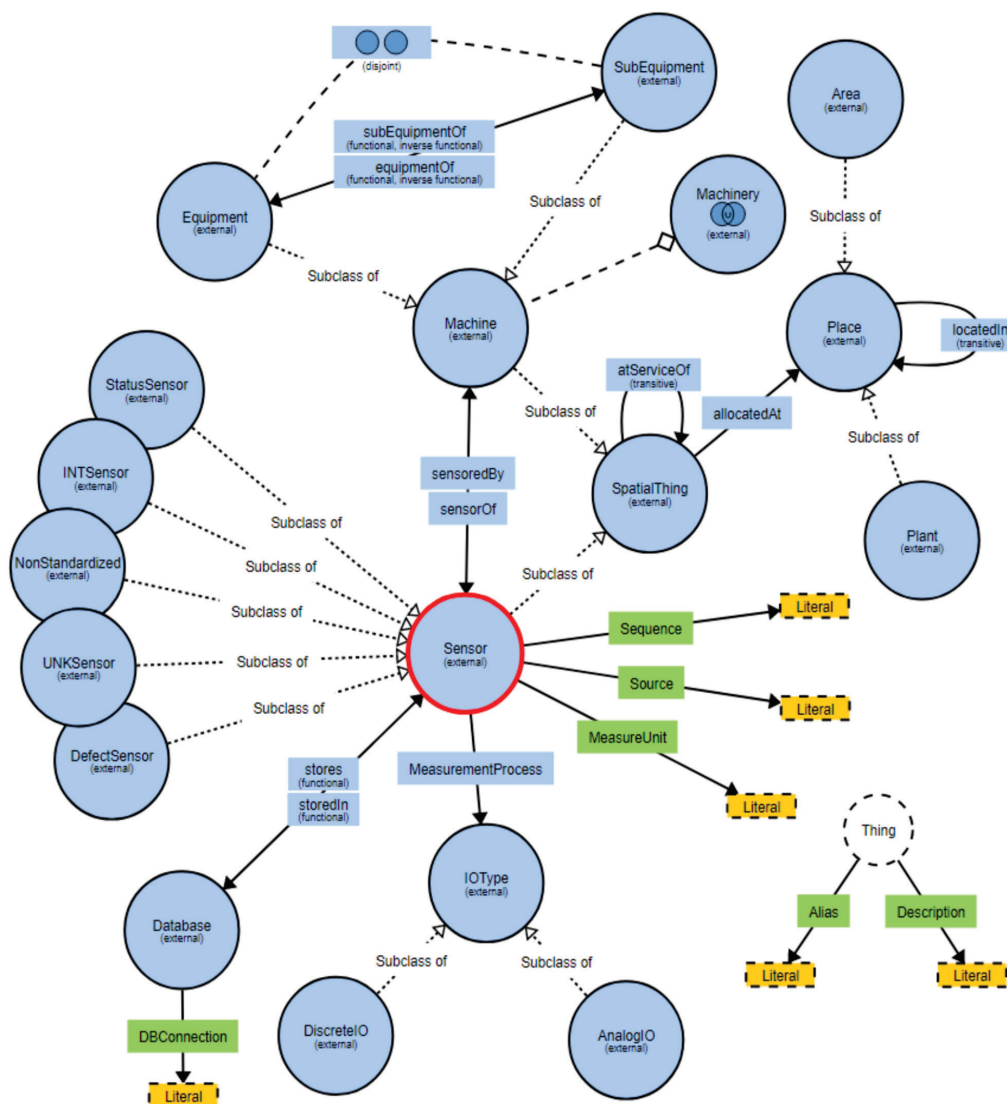 (disjoint)
SubEquipment
(external)
Area
(external)
subEquipmentOf
(functional, inverse functional)
equipmentOf
(functional, inverse functional)
Equipment
(external)
Machinery
(external)
Subclass of
Subclass of
Subclass of
Machine
(external)
Place
(external)
locatedIn
(transitive)
StatusSensor
(external)
atServiceOf
(transitive)
allocatedAt
Subclass of
Subclass of
INTSensor
(external)
sensoredBy
sensorOf
SpatialThing
(external)
Subclass of
Plant
(external)
NonStandardized
(external)
Subclass of
Subclass of
Subclass of
Sequence
Literal
UNKSensor
(external)
Subclass of
Sensor
(external)
Source
Literal
Subclass of
DefectSensor
(external)
MeasureUnit
stores
(functional)
storedIn
(functional)
MeasurementProcess
Literal
Thing
IOType
(external)
Database
(external)
Alias
Description
Subclass of
Subclass of
Literal
Literal
DBConnection
DiscreteIO
(external)
AnalogIO
(external)
Literal